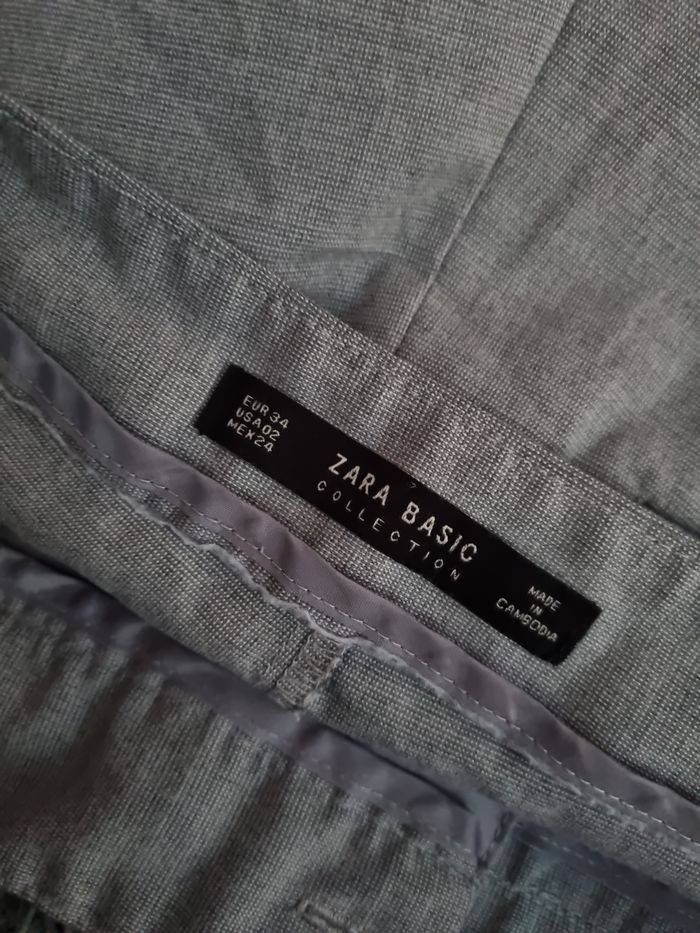 EUR 34
USA 02
MEX 24
ZARA BASIC
COLLECTION
MADE
IN
CAMBODIA